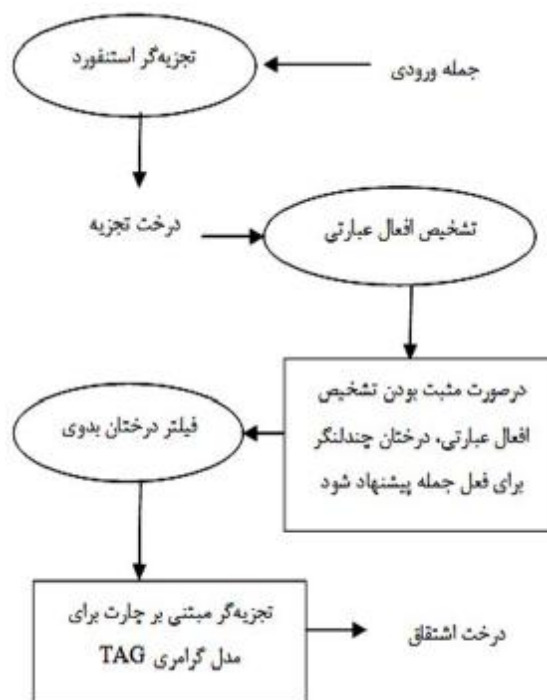 جمله ورودی
تجزیه‌گر استنفورد
درخت تجزیه
تشخیص افعال عبارتی
درصورت مثبت بودن تشخیص
افعال عبارتی، درختان چندلنگر
برای فعل جمله پیشنهاد شود
فیلتر درختان بدوی
تجزیه‌گر مبتنی بر چارت برای
مدل گرامری TAG
درخت اشتقاق